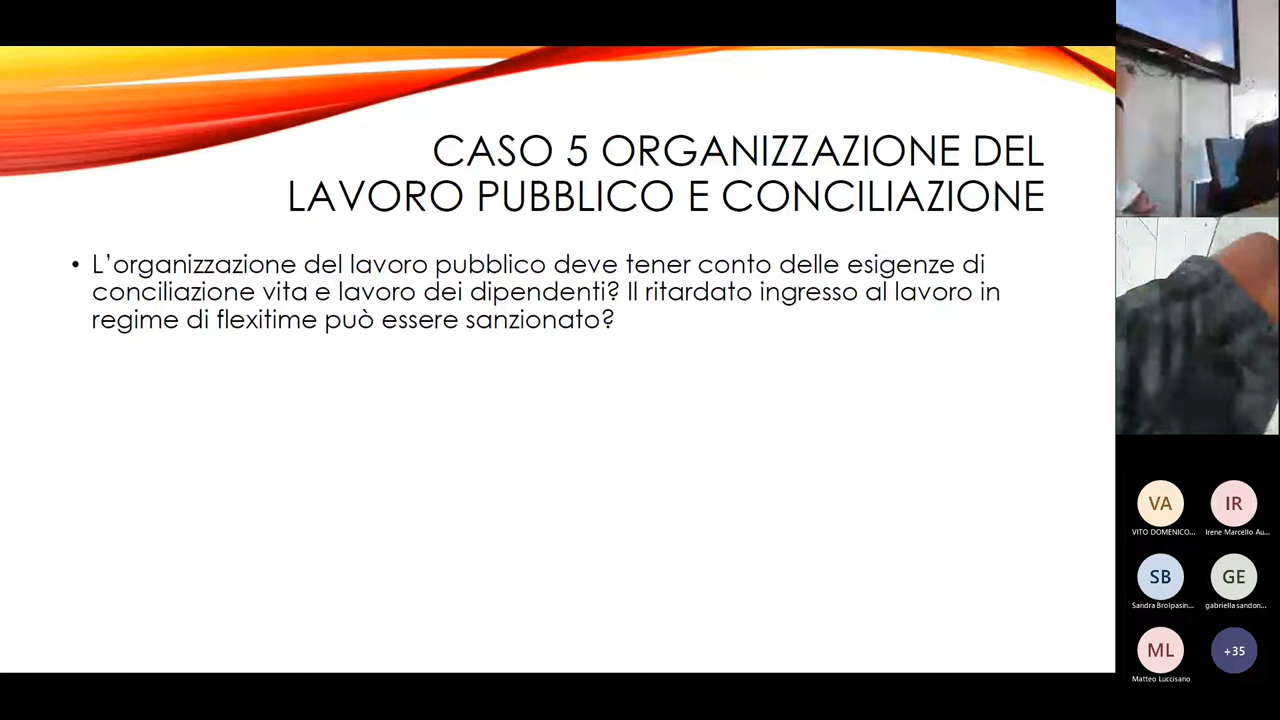 CASO 5 ORGANIZZAZIONE DEL
LAVORO PUBBLICO E CONCILIAZIONE
• L’organizzazione del lavoro pubblico deve tener conto delle esigenze di
conciliazione vita e lavoro dei dipendenti? Il ritardato ingresso al lavoro in
regime di flexitime può essere sanzionato?
VA
IR
VITO DOMENICO...
Irene Marcello Au...
SB
GE
Sandra Brolpasin...
gabriella sandon...
ML
+35
Matteo Luccisano